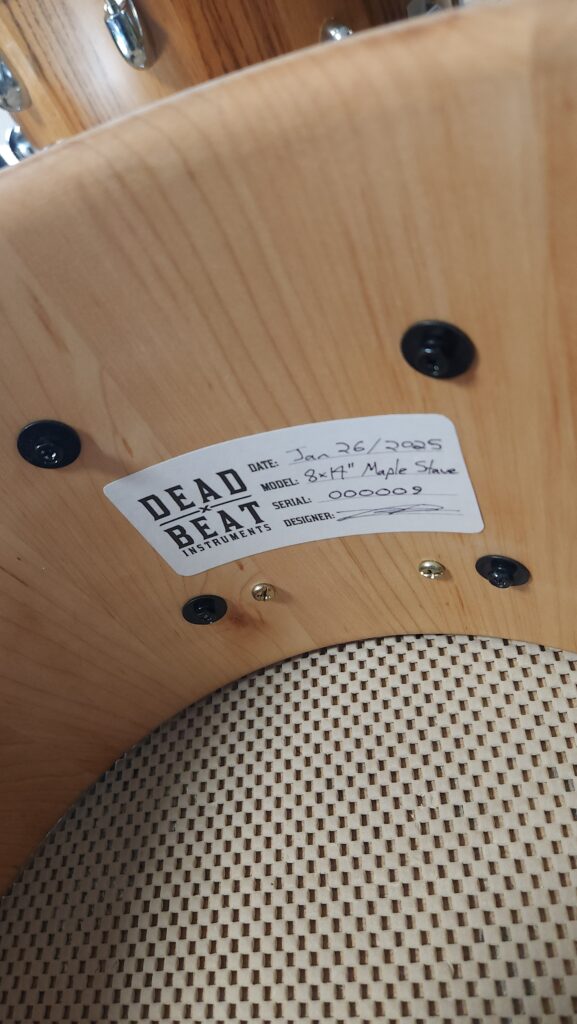 DEAD
x
BEAT
INSTRUMENTS
DATE: Jan 26/2025
MODEL: 8x14" Maple Stave
SERIAL: 000009
DESIGNER: